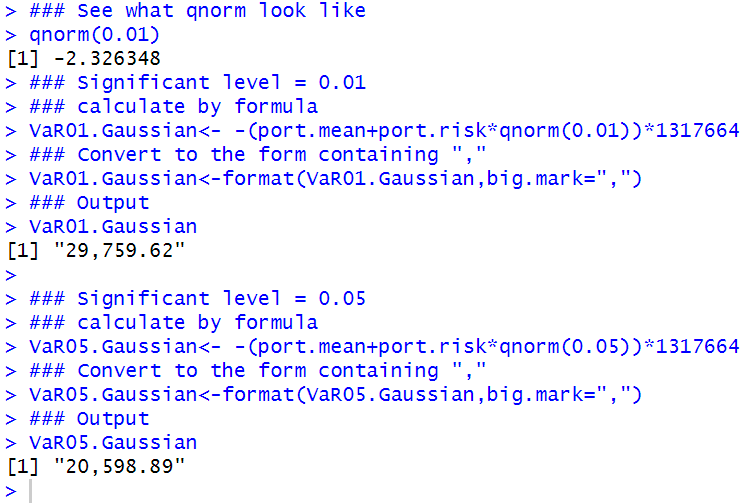 > ### See what qnorm look like
> qnorm(0.01)
[1] -2.326348
> ### Significant level = 0.01
> ### calculate by formula
> VaR01.Gaussian<- -(port.mean+port.risk*qnorm(0.01))*1317664
> ### Convert to the form containing ","
> VaR01.Gaussian<-format(VaR01.Gaussian,big.mark=",")
> ### Output
> VaR01.Gaussian
[1] "29,759.62"
>
> ### Significant level = 0.05
> ### calculate by formula
> VaR05.Gaussian<- -(port.mean+port.risk*qnorm(0.05))*1317664
> ### Convert to the form containing ","
> VaR05.Gaussian<-format(VaR05.Gaussian,big.mark=",")
> ### Output
> VaR05.Gaussian
[1] "20,598.89"
>